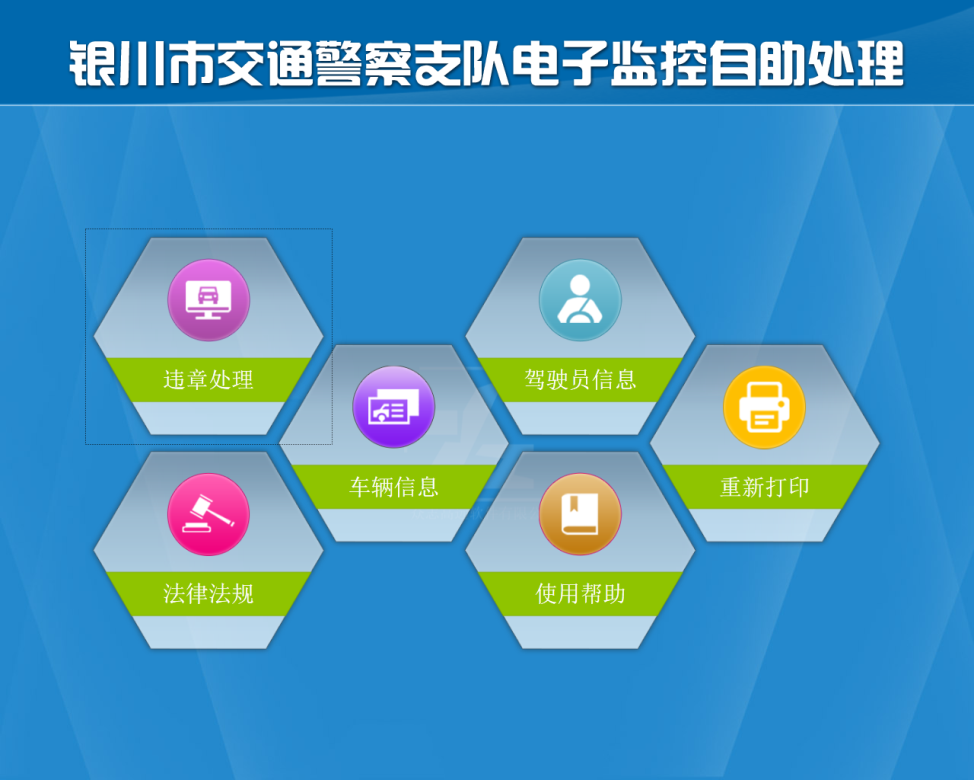 银川市交通警察支队电子监控自助处理
违章处理
驾驶员信息
车辆信息
重新打印
法律法规
使用帮助